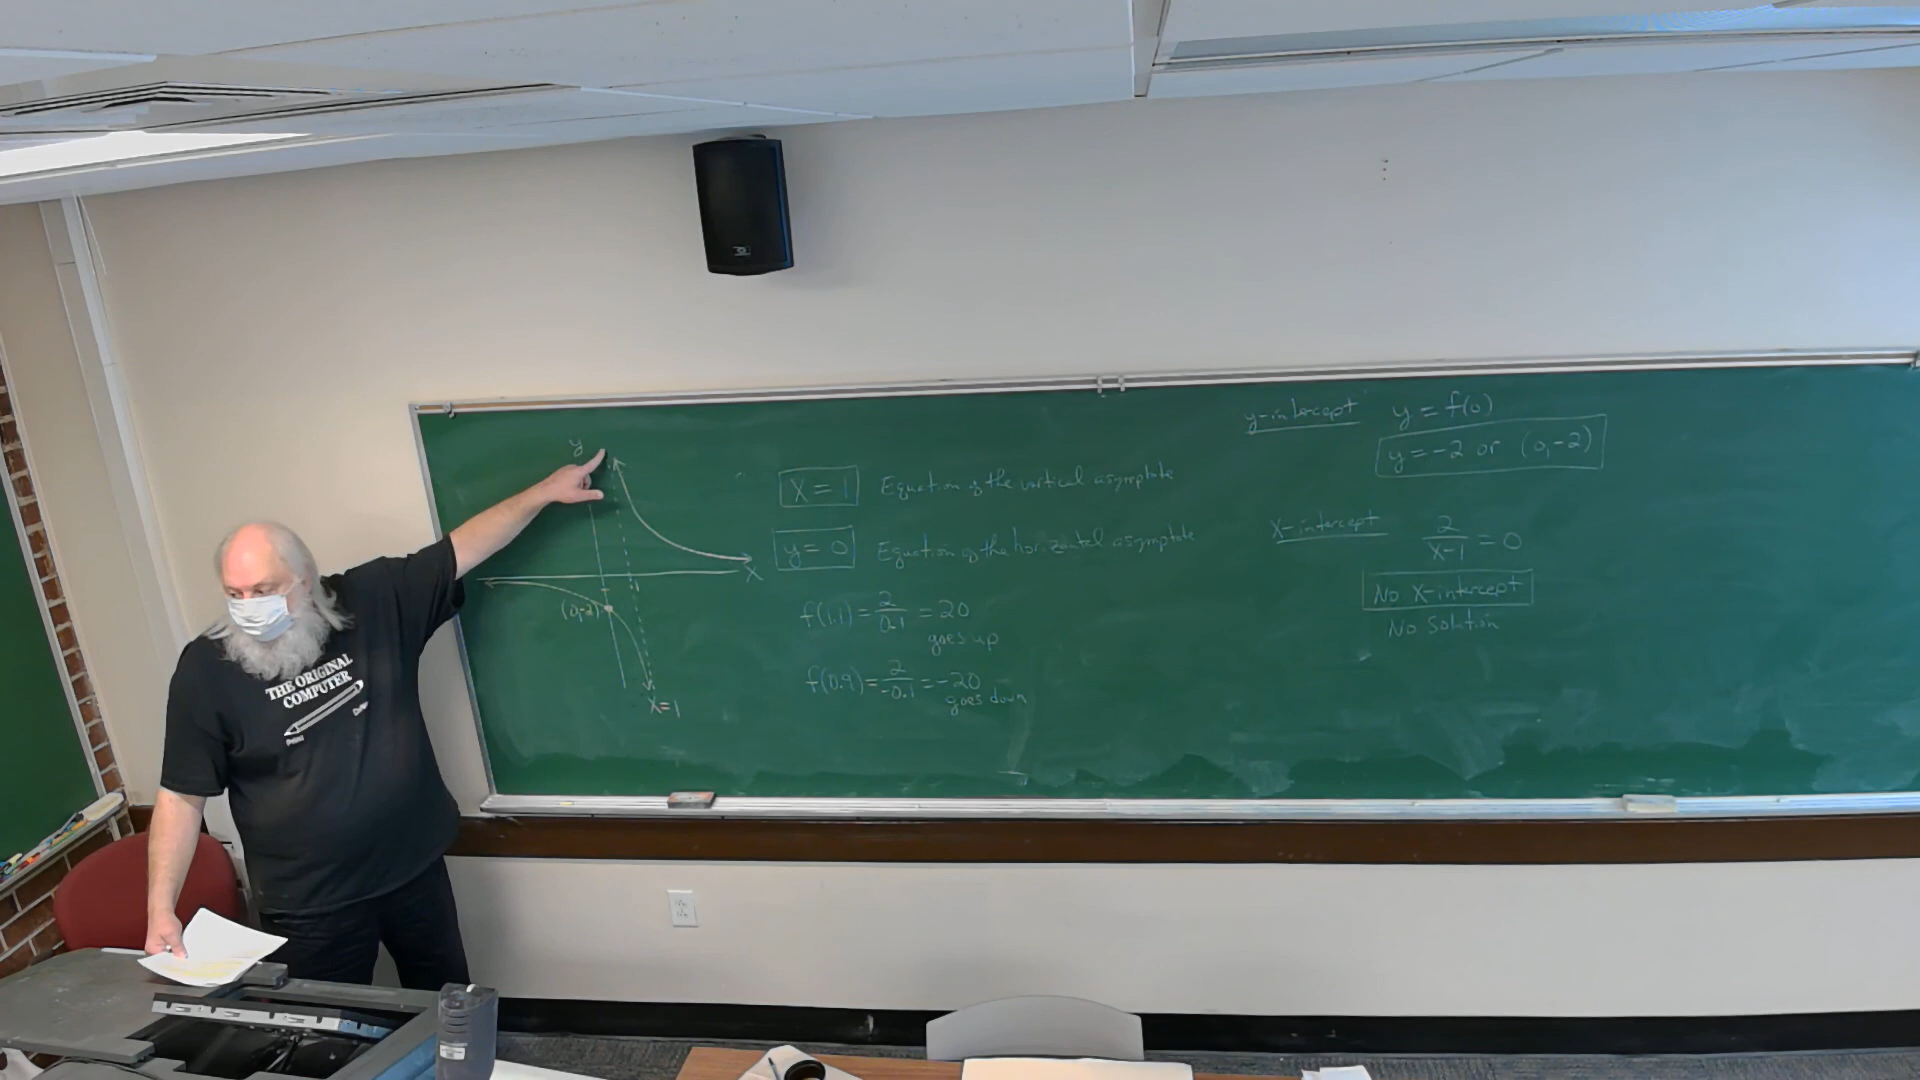 y
X
(0,-2)
X=1
X = 1 Equation of the vertical asymptote
y = 0 Equation of the horizontal asymptote
f(1.1) = 2/0.1 = 20
goes up
f(0.9) = 2/-0.1 = -20
goes down
y-intercept y = f(0)
y = -2 or (0,-2)
X-intercept 2/X-1 = 0
No X-intercept
No Solution
THE ORIGINAL
COMPUTER